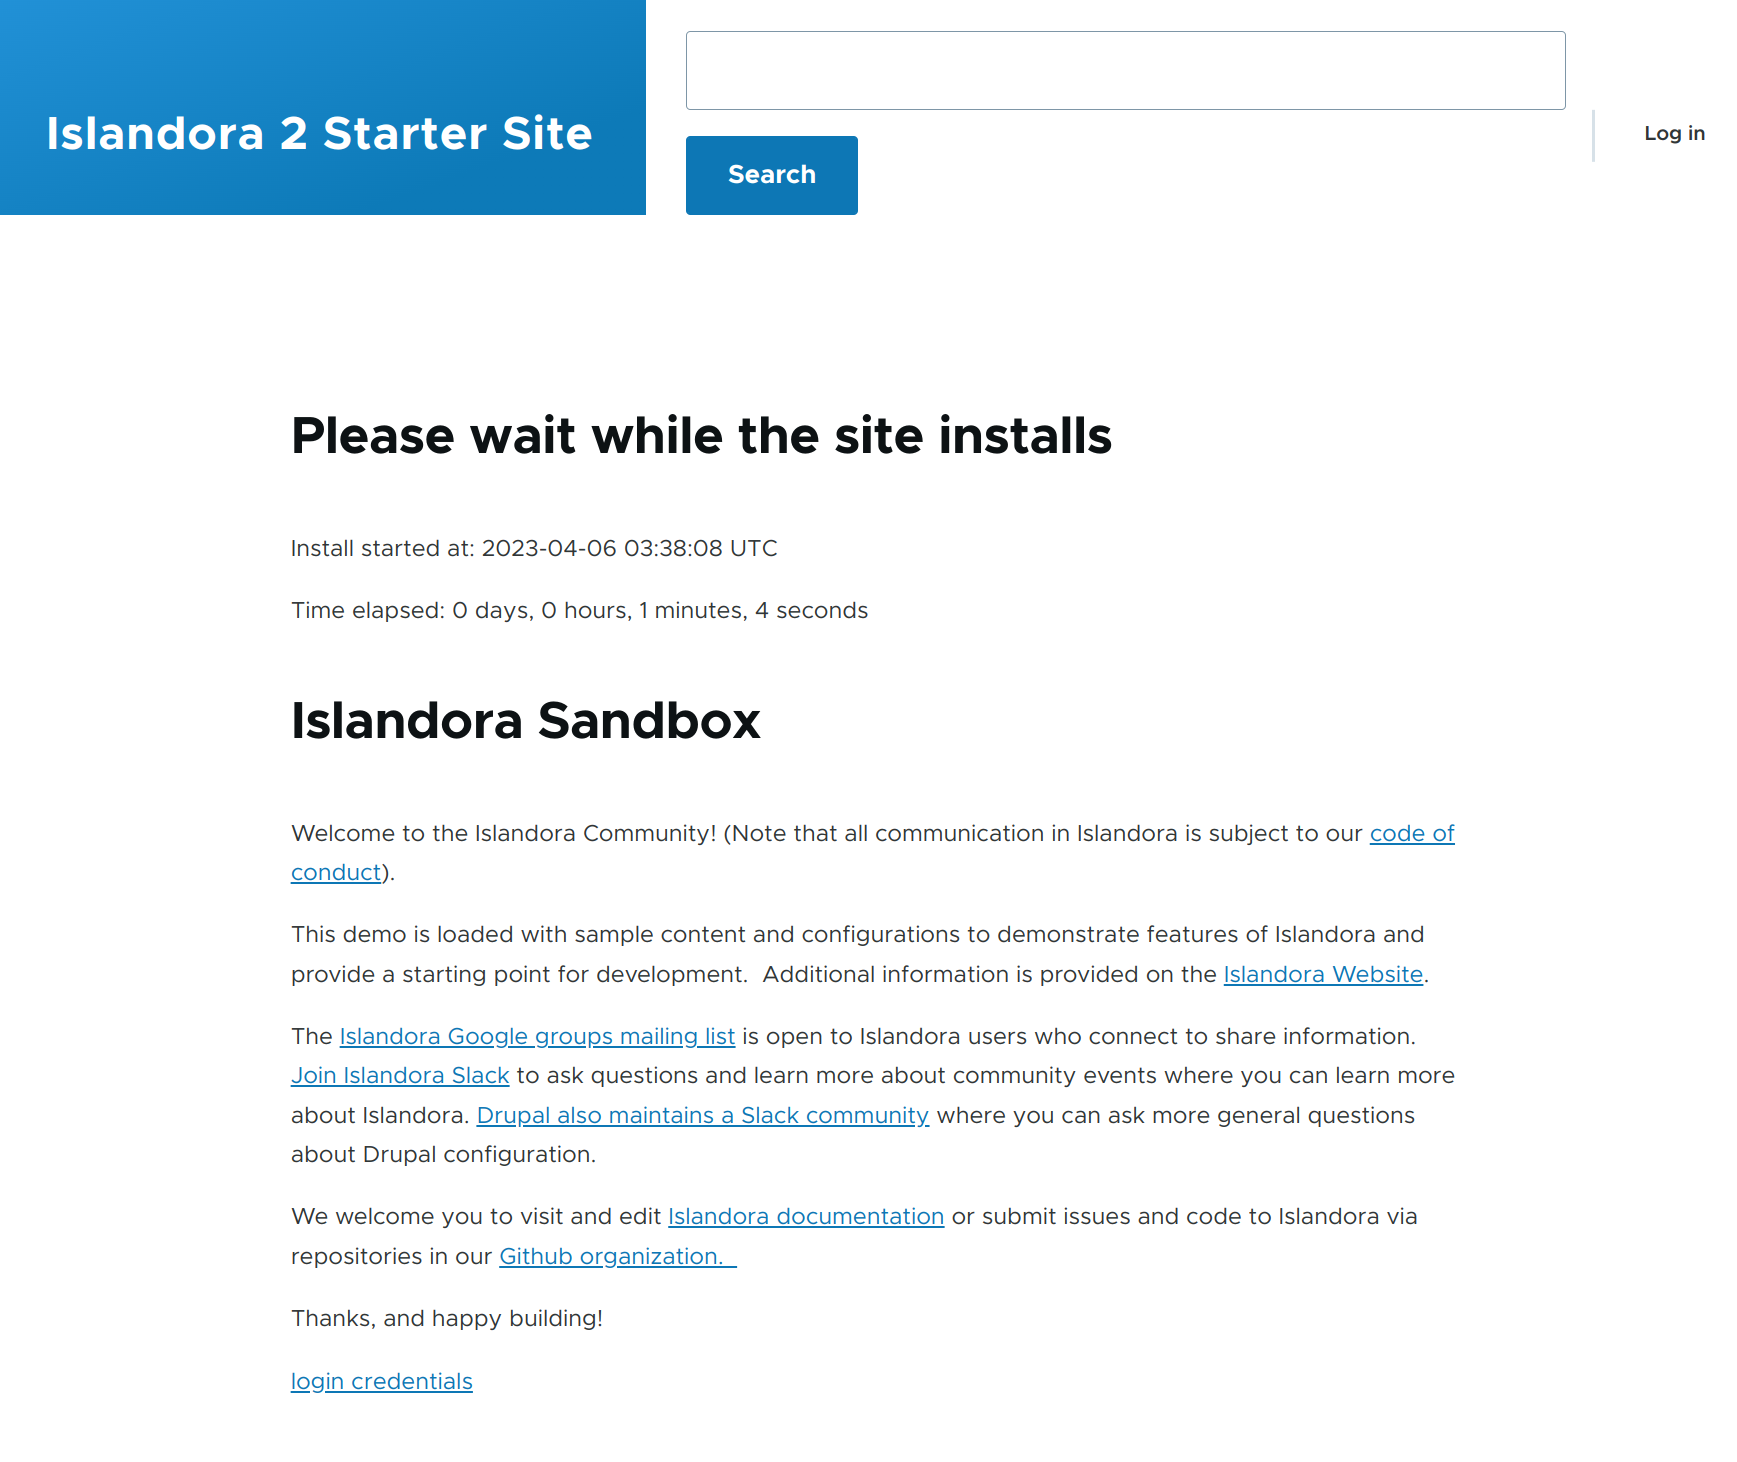 Islandora 2 Starter Site
Search
Log in
Please wait while the site installs
Install started at: 2023-04-06 03:38:08 UTC
Time elapsed: 0 days, 0 hours, 1 minutes, 4 seconds
Islandora Sandbox
Welcome to the Islandora Community! (Note that all communication in Islandora is subject to our code of
conduct).
This demo is loaded with sample content and configurations to demonstrate features of Islandora and
provide a starting point for development.  Additional information is provided on the Islandora Website.
The Islandora Google groups mailing list is open to Islandora users who connect to share information.
Join Islandora Slack to ask questions and learn more about community events where you can learn more
about Islandora. Drupal also maintains a Slack community where you can ask more general questions
about Drupal configuration.
We welcome you to visit and edit Islandora documentation or submit issues and code to Islandora via
repositories in our Github organization.
Thanks, and happy building!
login credentials